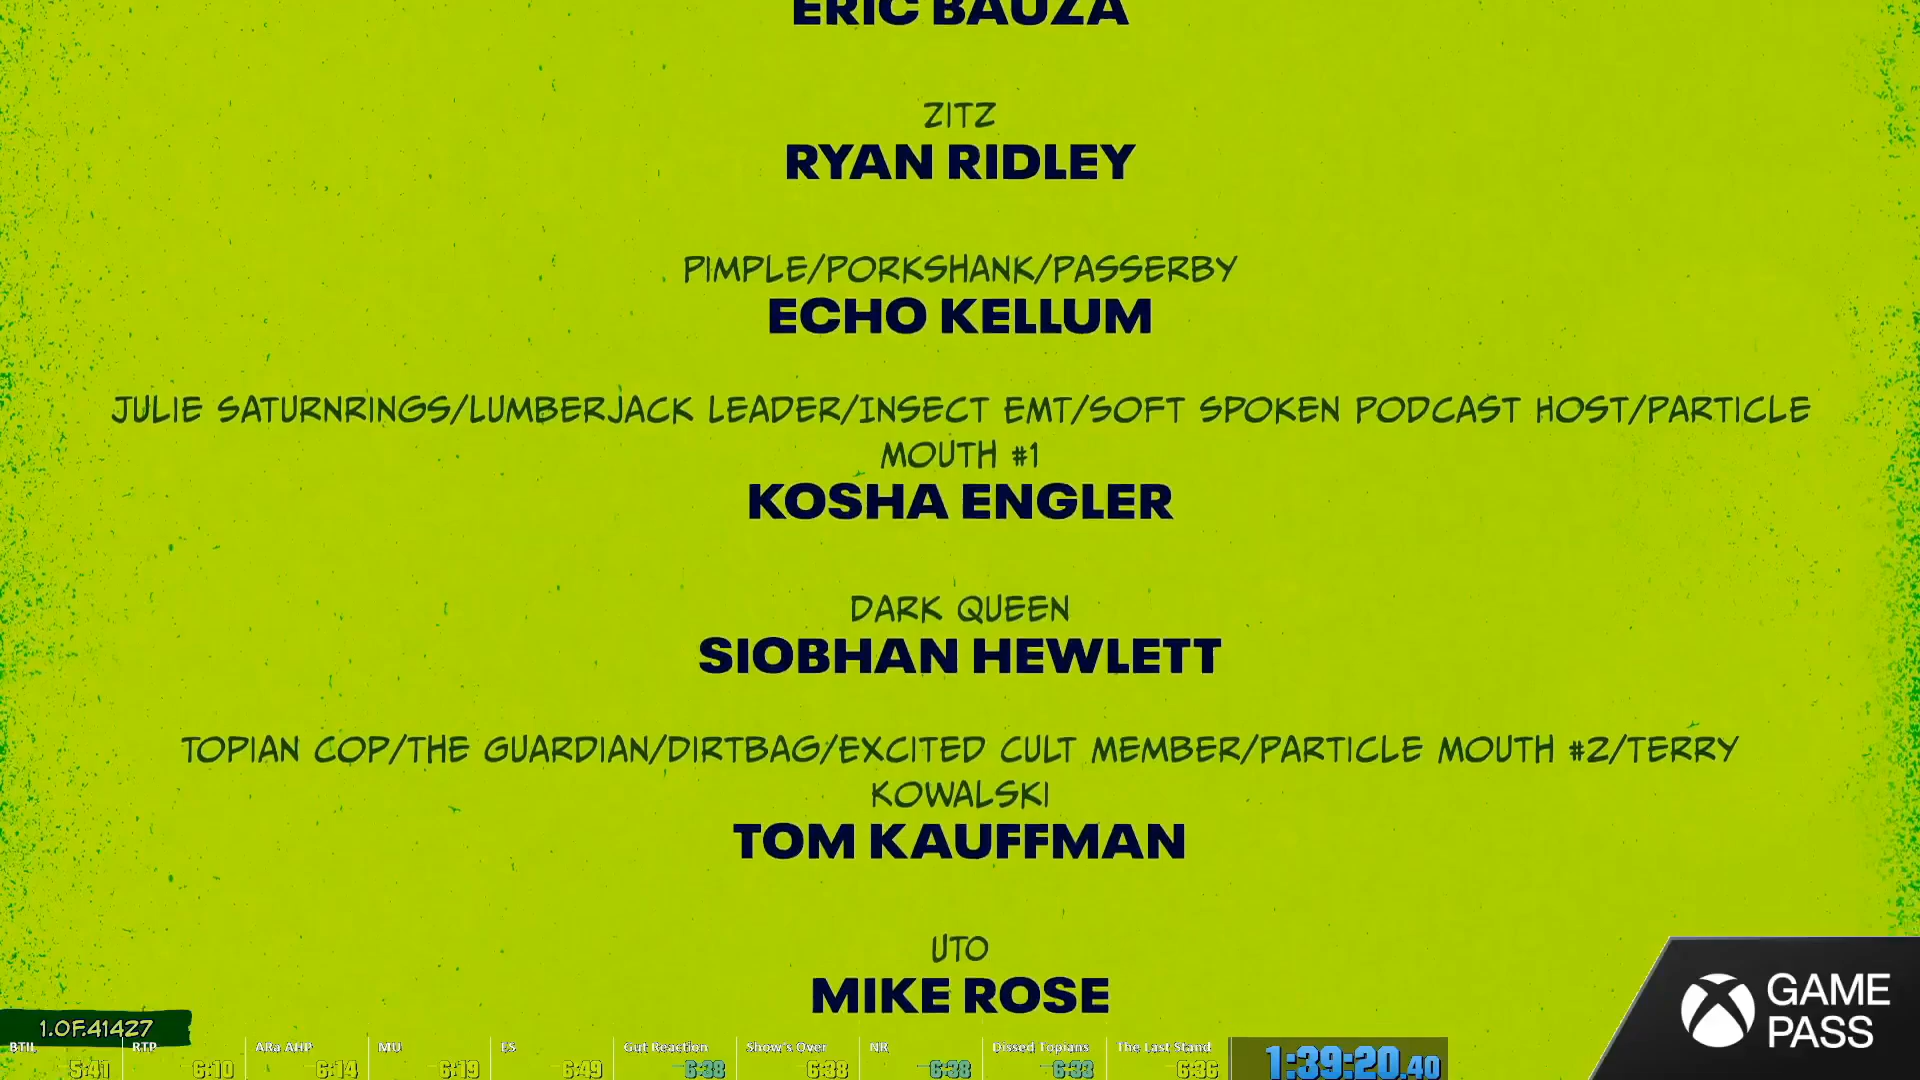 ERIC BAUZA
ZITZ
RYAN RIDLEY
PIMPLE/PORKSHANK/PASSERBY
ECHO KELLUM
JULIE SATURNRINGS/LUMBERJACK LEADER/INSECT EMT/SOFT SPOKEN PODCAST HOST/PARTICLE
MOUTH #1
KOSHA ENGLER
DARK QUEEN
SIOBHAN HEWLETT
TOPIAN COP/THE GUARDIAN/DIRTBAG/EXCITED CULT MEMBER/PARTICLE MOUTH #2/TERRY
KOWALSKI
TOM KAUFFMAN
UTO
MIKE ROSE
GAME
PASS
1.0F.41427
BTIL RTP ARa AHP MU ES Gut Reaction Show's Over NR Dissed Topians The Last Stand
5:41 6:10 6:14 6:19 6:49 6:38 6:38 6:38 6:33 6:36 1:39:20.40